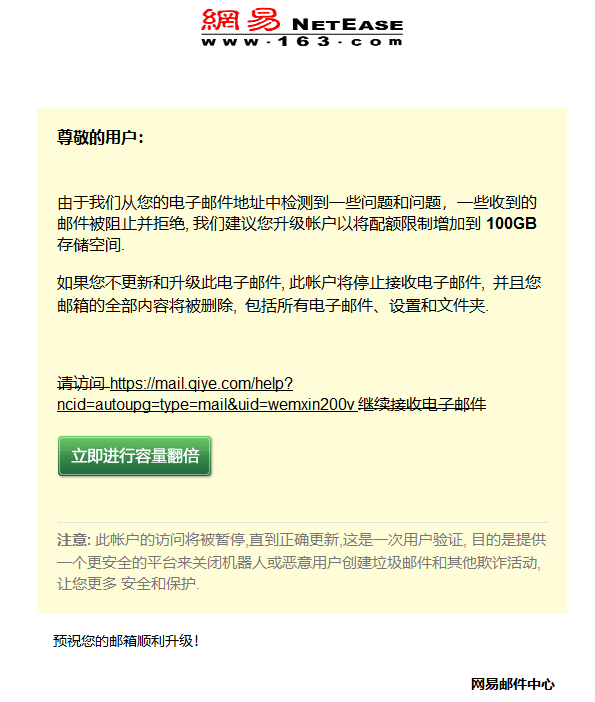 網易 NETEASE
www.163.com
尊敬的用户：
由于我们从您的电子邮件地址中检测到一些问题和问题，一些收到的
邮件被阻止并拒绝, 我们建议您升级帐户以将配额限制增加到 100GB
存储空间.
如果您不更新和升级此电子邮件, 此帐户将停止接收电子邮件, 并且您
邮箱的全部内容将被删除, 包括所有电子邮件、设置和文件夹.
请访问 https://mail.qiye.com/help?
ncid=autoupg=type=mail&uid=wemxin200v 继续接收电子邮件
立即进行容量翻倍
注意: 此帐户的访问将被暂停,直到正确更新,这是一次用户验证, 目的是提供
一个更安全的平台来关闭机器人或恶意用户创建垃圾邮件和其他欺诈活动,
让您更多 安全和保护.
预祝您的邮箱顺利升级！
网易邮件中心